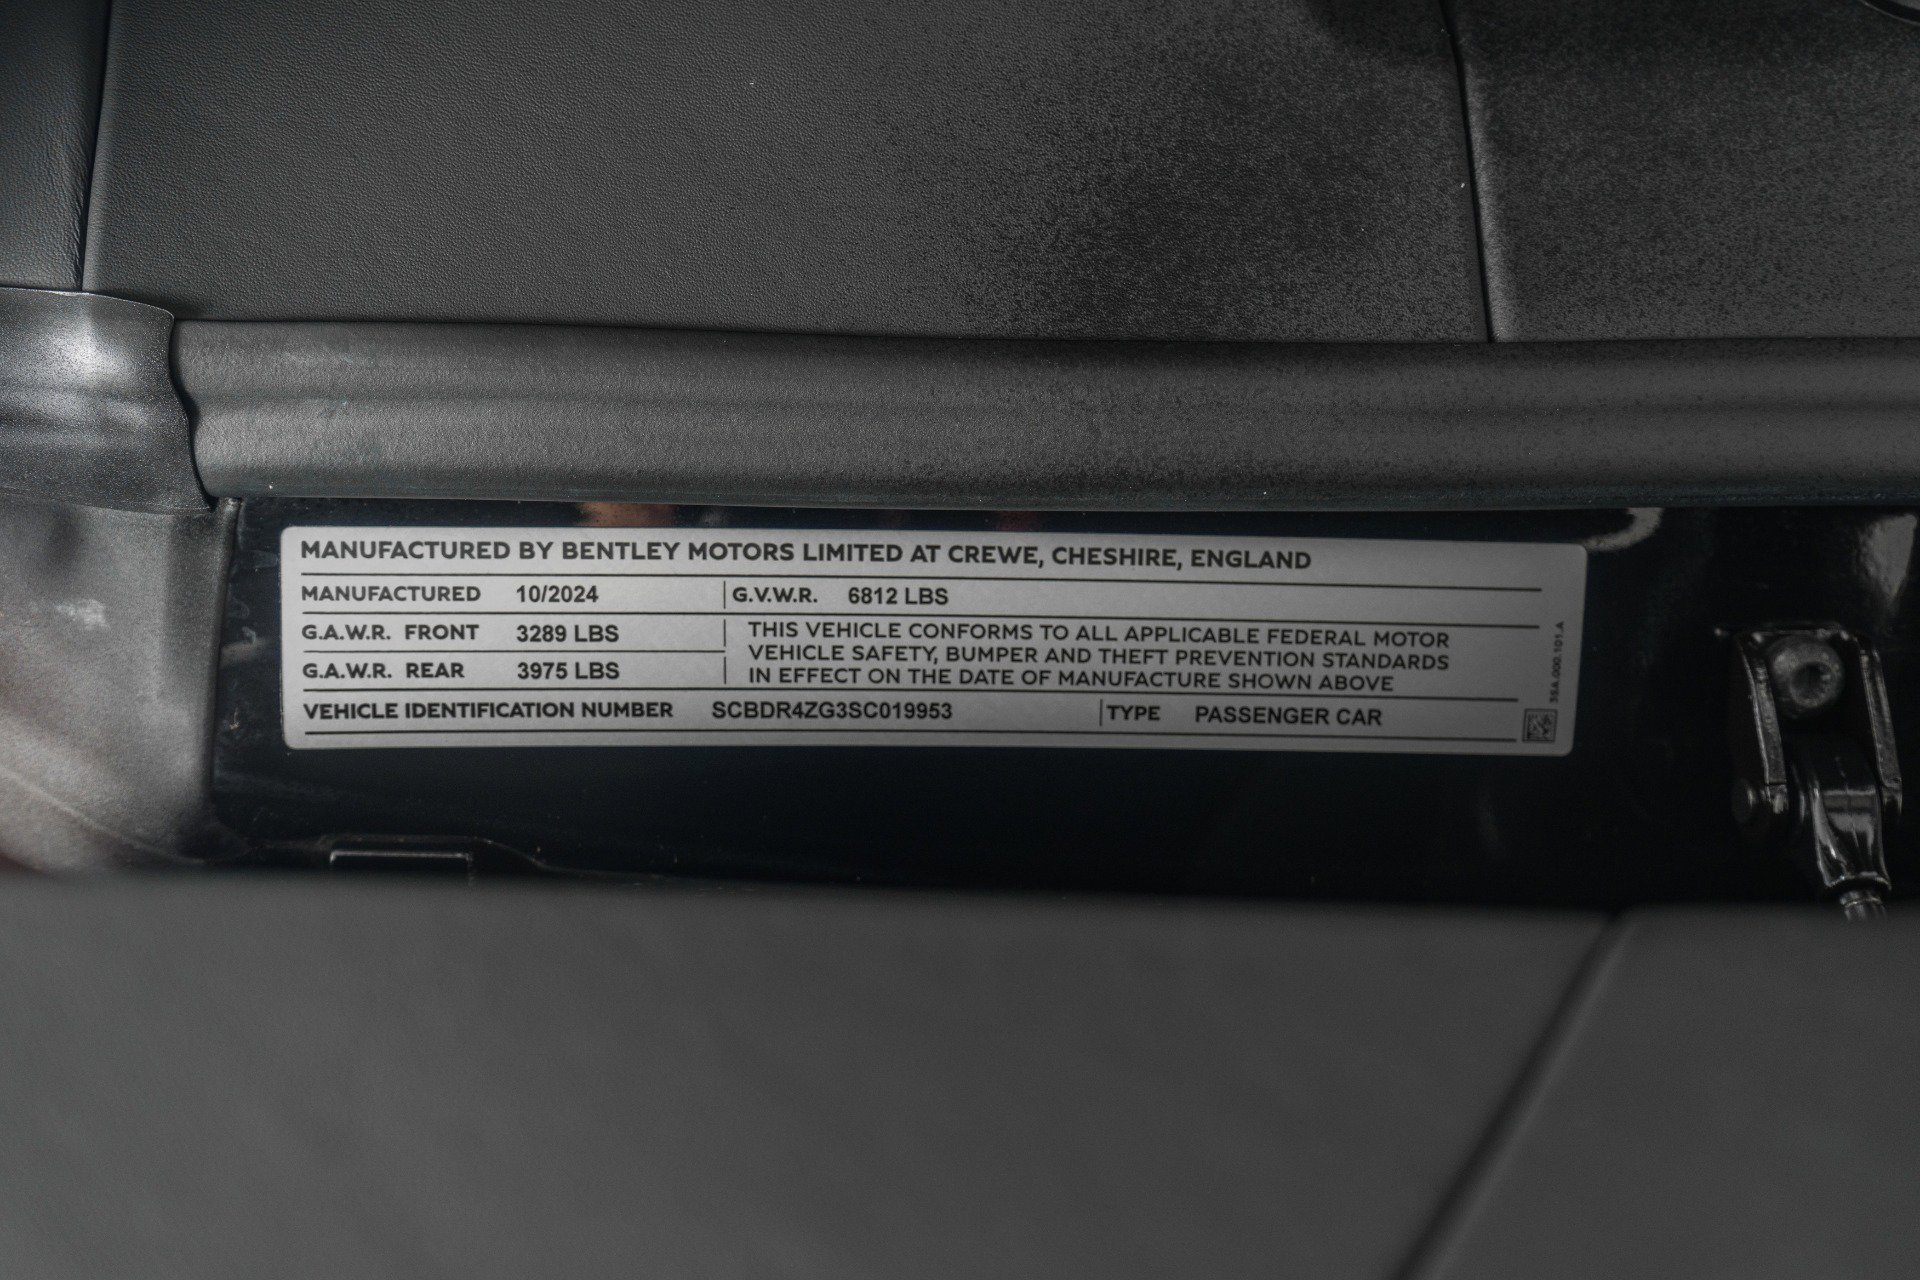 MANUFACTURED BY BENTLEY MOTORS LIMITED AT CREWE, CHESHIRE, ENGLAND
MANUFACTURED 10/2024 G.V.W.R. 6812 LBS
G.A.W.R. FRONT 3289 LBS
G.A.W.R. REAR 3975 LBS
THIS VEHICLE CONFORMS TO ALL APPLICABLE FEDERAL MOTOR
VEHICLE SAFETY, BUMPER AND THEFT PREVENTION STANDARDS
IN EFFECT ON THE DATE OF MANUFACTURE SHOWN ABOVE
VEHICLE IDENTIFICATION NUMBER SCBDR4ZG3SC019953 TYPE PASSENGER CAR